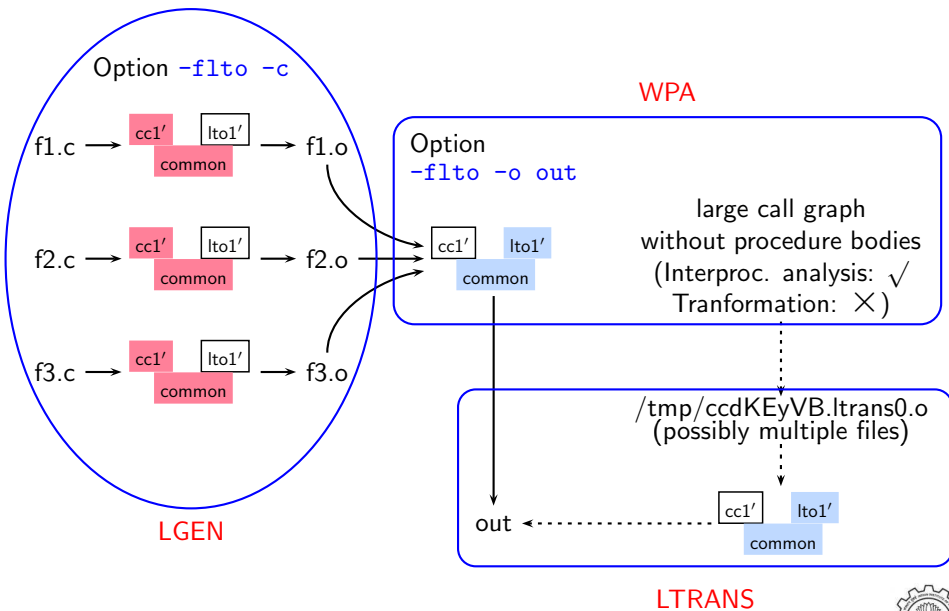 Option -flto -c
f1.c
cc1′
lto1′
common
f1.o
f2.c
cc1′
lto1′
common
f2.o
f3.c
cc1′
lto1′
common
f3.o
LGEN
WPA
Option
-flto -o out
cc1′
lto1′
common
large call graph
without procedure bodies
(Interproc. analysis: √
Tranformation: ×)
/tmp/ccdKEyVB.ltrans0.o
(possibly multiple files)
cc1′
lto1′
common
out
LTRANS